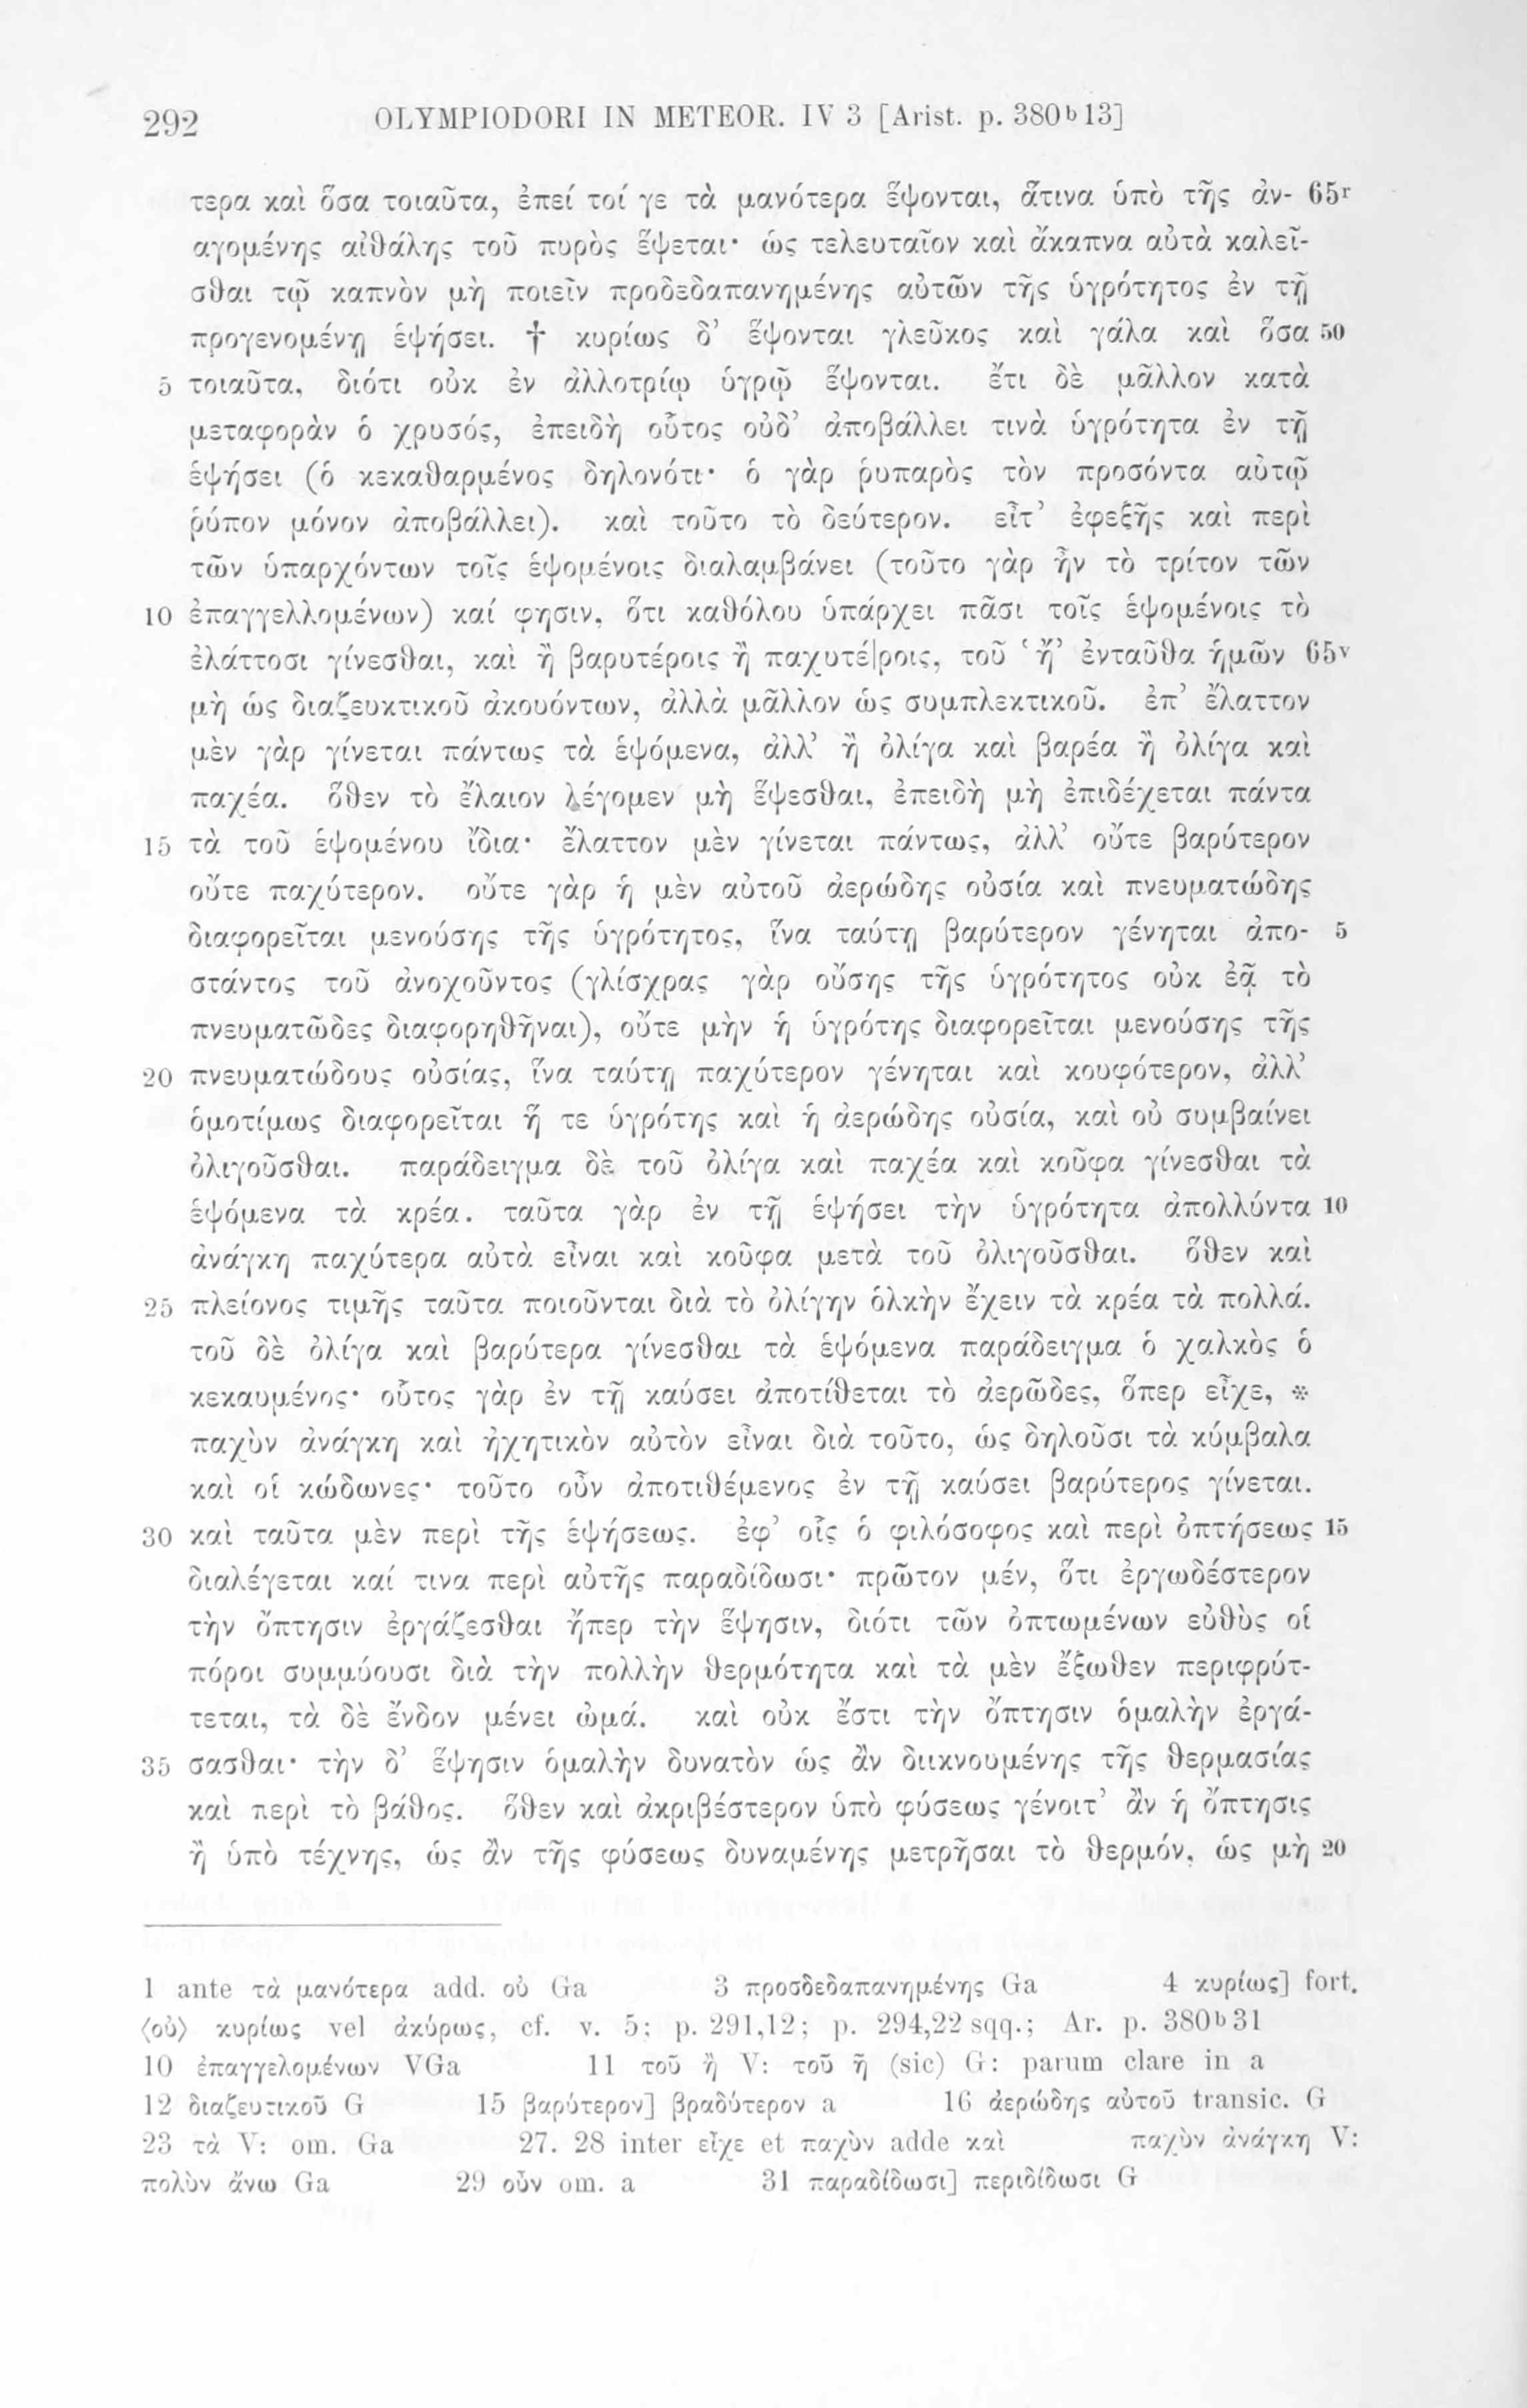 292 OLYMPIODORI IN METEOR. IV 3 [Arist. p. 380ᵇ13]
τερα καὶ ὅσα τοιαῦτα, ἐπεί τοί γε τὰ μανότερα ἕψονται, ἅτινα ὑπὸ τῆς ἀν- 65ʳ
αγομένης αἰθάλης τοῦ πυρὸς ἕψεται· ὡς τελευταῖον καὶ ἄκαπνα αὐτὰ καλεῖ-
σθαι τῷ καπνὸν μὴ ποιεῖν προδεδαπανημένης αὐτῶν τῆς ὑγρότητος ἐν τῇ
προγενομένῃ ἑψήσει. † κυρίως δ’ ἕψονται γλεῦκος καὶ γάλα καὶ ὅσα 50
5 τοιαῦτα, διότι οὐκ ἐν ἀλλοτρίῳ ὑγρῷ ἕψονται. ἔτι δὲ μᾶλλον κατὰ
μεταφορὰν ὁ χρυσός, ἐπειδὴ οὗτος οὐδ’ ἀποβάλλει τινὰ ὑγρότητα ἐν τῇ
ἑψήσει (ὁ κεκαθαρμένος δηλονότι· ὁ γὰρ ῥυπαρὸς τὸν προσόντα αὐτῷ
ῥύπον μόνον ἀποβάλλει). καὶ τοῦτο τὸ δεύτερον. εἶτ’ ἐφεξῆς καὶ περὶ
τῶν ὑπαρχόντων τοῖς ἑψομένοις διαλαμβάνει (τοῦτο γὰρ ἦν τὸ τρίτον τῶν
10 ἐπαγγελλομένων) καί φησιν, ὅτι καθόλου ὑπάρχει πᾶσι τοῖς ἑψομένοις τὸ
ἐλάττοσι γίνεσθαι, καὶ ἢ βαρυτέροις ἢ παχυτέ|ροις, τοῦ ‘ἤ’ ἐνταῦθα ἡμῶν 65ᵛ
μὴ ὡς διαζευκτικοῦ ἀκουόντων, ἀλλὰ μᾶλλον ὡς συμπλεκτικοῦ. ἐπ’ ἔλαττον
μὲν γὰρ γίνεται πάντως τὰ ἑψόμενα, ἀλλ’ ἢ ὀλίγα καὶ βαρέα ἢ ὀλίγα καὶ
παχέα. ὅθεν τὸ ἔλαιον λέγομεν μὴ ἕψεσθαι, ἐπειδὴ μὴ ἐπιδέχεται πάντα
15 τὰ τοῦ ἑψομένου ἴδια· ἔλαττον μὲν γίνεται πάντως, ἀλλ’ οὔτε βαρύτερον
οὔτε παχύτερον. οὔτε γὰρ ἡ μὲν αὐτοῦ ἀερώδης οὐσία καὶ πνευματώδης
διαφορεῖται μενούσης τῆς ὑγρότητος, ἵνα ταύτῃ βαρύτερον γένηται ἀπο- 5
στάντος τοῦ ἀνοχοῦντος (γλίσχρας γὰρ οὔσης τῆς ὑγρότητος οὐκ ἐᾷ τὸ
πνευματῶδες διαφορηθῆναι), οὔτε μὴν ἡ ὑγρότης διαφορεῖται μενούσης τῆς
20 πνευματώδους οὐσίας, ἵνα ταύτῃ παχύτερον γένηται καὶ κουφότερον, ἀλλ’
ὁμοτίμως διαφορεῖται ἥ τε ὑγρότης καὶ ἡ ἀερώδης οὐσία, καὶ οὐ συμβαίνει
ὀλιγοῦσθαι. παράδειγμα δὲ τοῦ ὀλίγα καὶ παχέα καὶ κοῦφα γίνεσθαι τὰ
ἑψόμενα τὰ κρέα. ταῦτα γὰρ ἐν τῇ ἑψήσει τὴν ὑγρότητα ἀπολλύντα 10
ἀνάγκη παχύτερα αὐτὰ εἶναι καὶ κοῦφα μετὰ τοῦ ὀλιγοῦσθαι. ὅθεν καὶ
25 πλείονος τιμῆς ταῦτα ποιοῦνται διὰ τὸ ὀλίγην ὁλκὴν ἔχειν τὰ κρέα τὰ πολλά.
τοῦ δὲ ὀλίγα καὶ βαρύτερα γίνεσθαι τὰ ἑψόμενα παράδειγμα ὁ χαλκὸς ὁ
κεκαυμένος· οὗτος γὰρ ἐν τῇ καύσει ἀποτίθεται τὸ ἀερῶδες, ὅπερ εἶχε, *
παχὺν ἀνάγκη καὶ ἠχητικὸν αὐτὸν εἶναι διὰ τοῦτο, ὡς δηλοῦσι τὰ κύμβαλα
καὶ οἱ κώδωνες· τοῦτο οὖν ἀποτιθέμενος ἐν τῇ καύσει βαρύτερος γίνεται.
30 καὶ ταῦτα μὲν περὶ τῆς ἑψήσεως. ἐφ’ οἷς ὁ φιλόσοφος καὶ περὶ ὀπτήσεως 15
διαλέγεται καί τινα περὶ αὐτῆς παραδίδωσι· πρῶτον μέν, ὅτι ἐργωδέστερον
τὴν ὄπτησιν ἐργάζεσθαι ἤπερ τὴν ἕψησιν, διότι τῶν ὀπτωμένων εὐθὺς οἱ
πόροι συμμύουσι διὰ τὴν πολλὴν θερμότητα καὶ τὰ μὲν ἔξωθεν περιφρύτ-
τεται, τὰ δὲ ἔνδον μένει ὠμά. καὶ οὐκ ἔστι τὴν ὄπτησιν ὁμαλὴν ἐργά-
35 σασθαι· τὴν δ’ ἕψησιν ὁμαλὴν δυνατὸν ὡς ἂν διικνουμένης τῆς θερμασίας
καὶ περὶ τὸ βάθος. ὅθεν καὶ ἀκριβέστερον ὑπὸ φύσεως γένοιτ’ ἂν ἡ ὄπτησις
ἢ ὑπὸ τέχνης, ὡς ἂν τῆς φύσεως δυναμένης μετρῆσαι τὸ θερμόν, ὡς μὴ 20
1 ante τὰ μανότερα add. οὐ Ga 3 προσδεδαπανημένης Ga 4 κυρίως] fort.
⟨οὐ⟩ κυρίως vel ἀκύρως, cf. v. 5; p. 291,12; p. 294,22 sqq.; Ar. p. 380ᵇ31
10 ἐπαγγελομένων VGa 11 τοῦ ἢ V: τοῦ ῆ (sic) G: parum clare in a
12 διαζευτικοῦ G 15 βαρύτερον] βραδύτερον a 16 ἀερώδης αὐτοῦ transic. G
23 τὰ V: om. Ga 27. 28 inter εἶχε et παχὺν adde καὶ παχὺν ἀνάγκη V:
πολὺν ἄνω Ga 29 οὖν om. a 31 παραδίδωσι] περιδίδωσι G